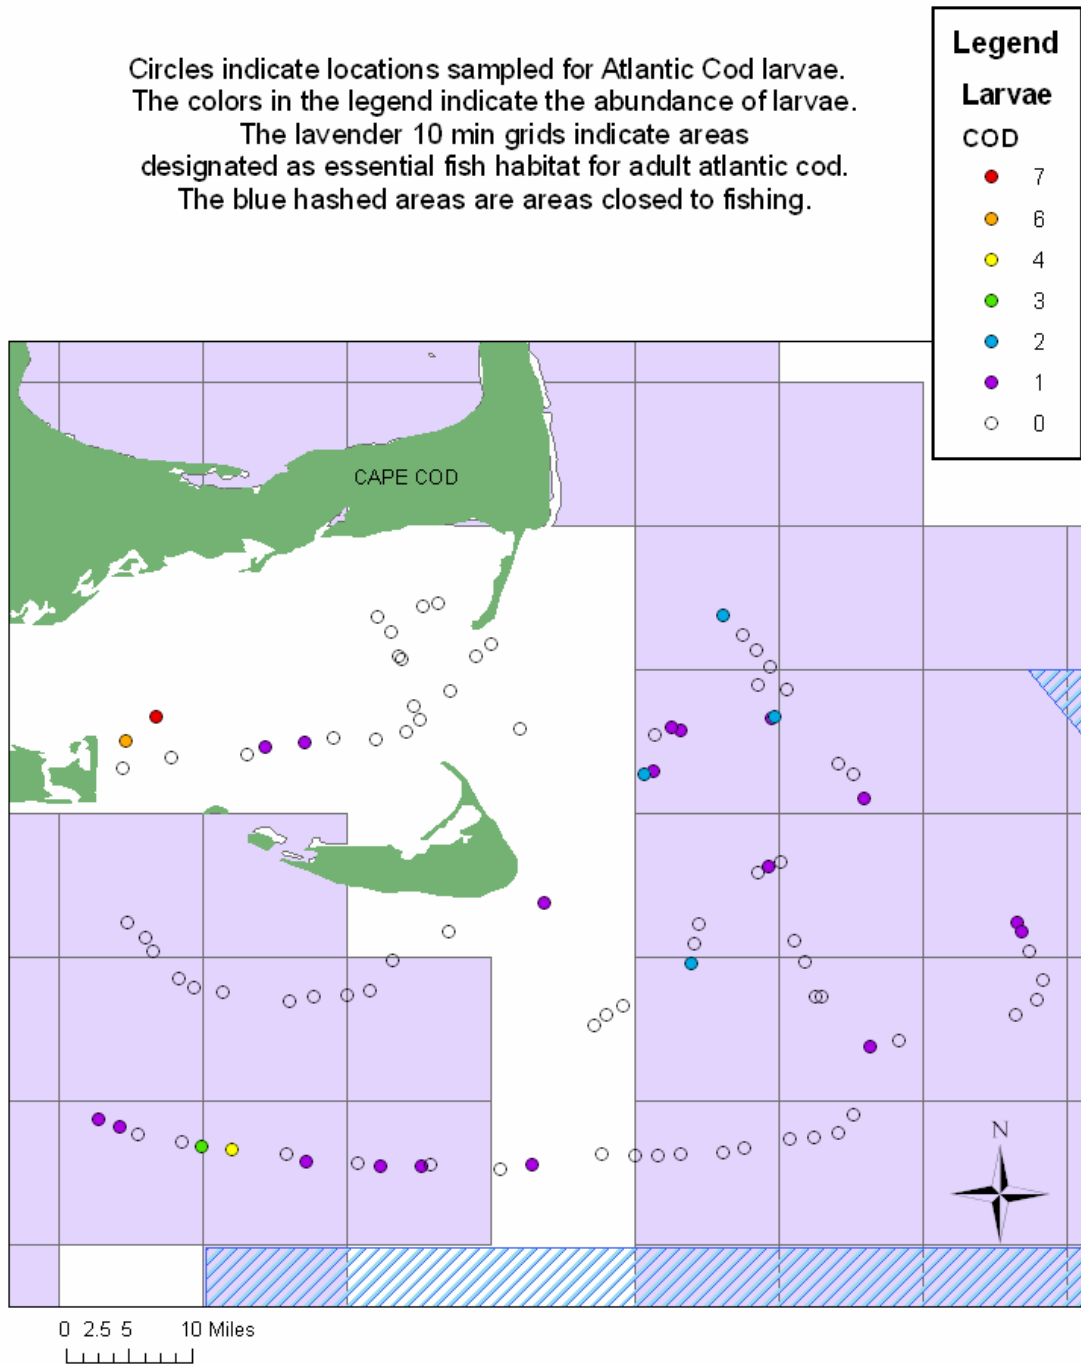 Circles indicate locations sampled for Atlantic Cod larvae.
The colors in the legend indicate the abundance of larvae.
The lavender 10 min grids indicate areas
designated as essential fish habitat for adult atlantic cod.
The blue hashed areas are areas closed to fishing.
Legend
Larvae
COD
7
6
4
3
2
1
0
CAPE COD
N
0 2.5 5 10 Miles